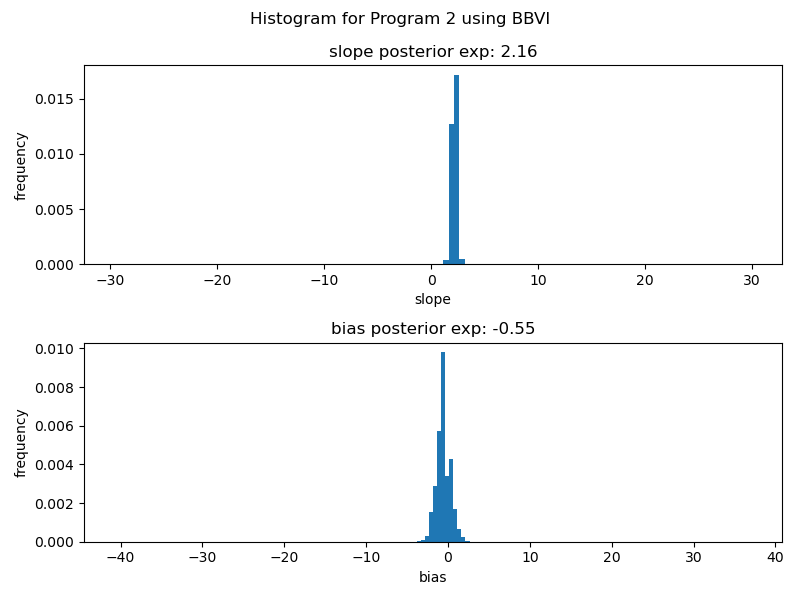 Histogram for Program 2 using BBVI
slope posterior exp: 2.16
0.015
0.010
0.005
0.000
frequency
−30 −20 −10 0 10 20 30
slope
bias posterior exp: -0.55
0.010
0.008
0.006
0.004
0.002
0.000
frequency
−40 −30 −20 −10 0 10 20 30 40
bias